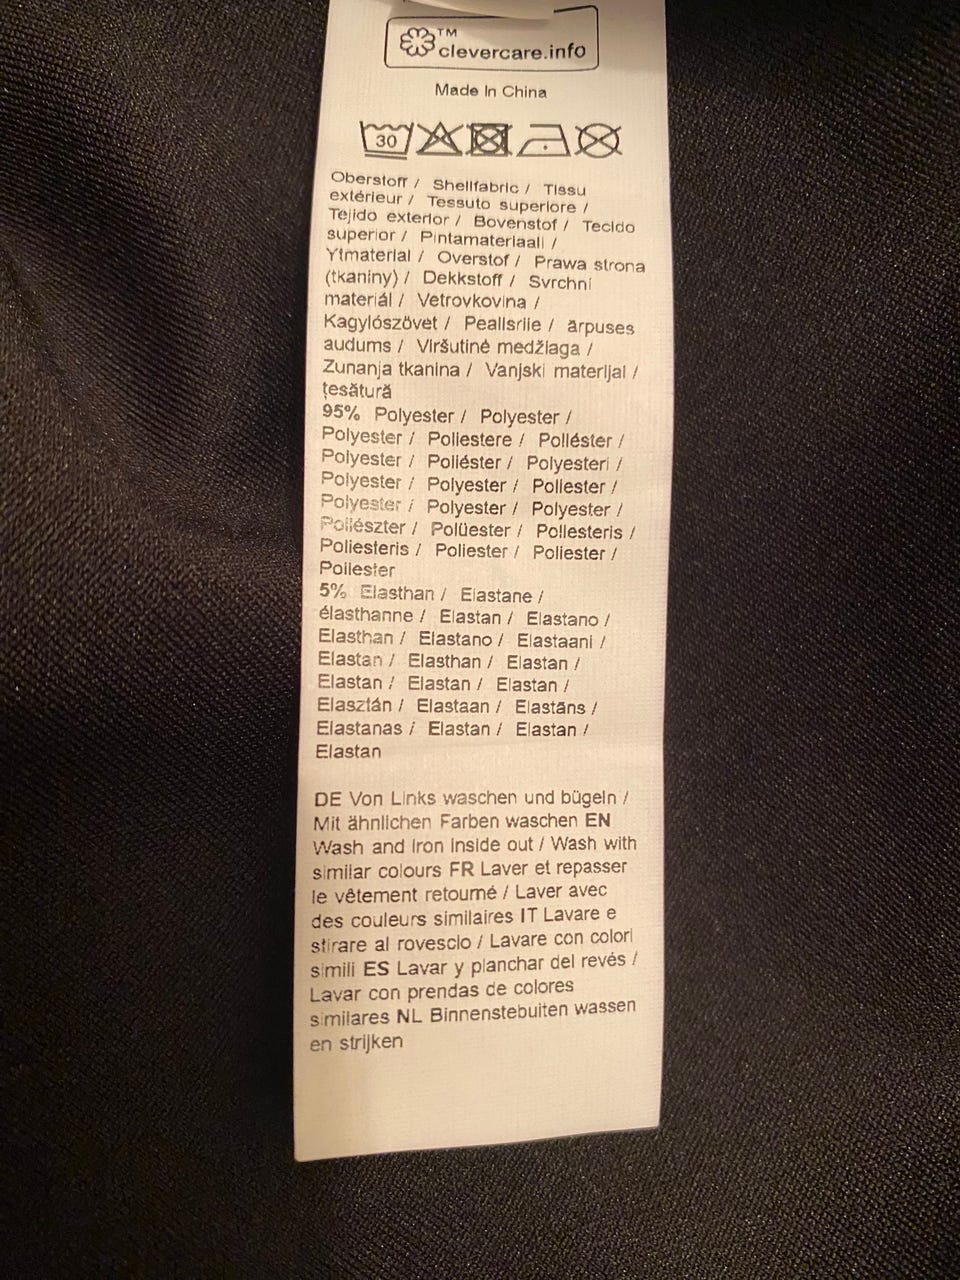 ™
clevercare.info
Made In China
30
Oberstoff / Shellfabric / Tissu
extérieur / Tessuto superiore /
Tejido exterior / Bovenstof / Tecido
superior / Pintamateriaali /
Ytmaterial / Overstof / Prawa strona
(tkaniny) / Dekkstoff / Svrchní
materiál / Vetrovkovina /
Kagylószövet / Pealisriie / ārpuses
audums / Viršutinė medžiaga /
Zunanja tkanina / Vanjski materijal /
țesătură
95% Polyester / Polyester /
Polyester / Poliestere / Poliéster /
Polyester / Poliéster / Polyesteri /
Polyester / Polyester / Poliester /
Polyester / Polyester / Polyester /
Poliészter / Polüester / Poliesteris /
Poliesteris / Poliester / Poliester /
Poliester
5% Elasthan / Elastane /
élasthanne / Elastan / Elastano /
Elasthan / Elastano / Elastaani /
Elastan / Elasthan / Elastan /
Elastan / Elastan / Elastan /
Elasztán / Elastaan / Elastāns /
Elastanas / Elastan / Elastan /
Elastan
DE Von Links waschen und bügeln /
Mit ähnlichen Farben waschen EN
Wash and iron inside out / Wash with
similar colours FR Laver et repasser
le vêtement retourné / Laver avec
des couleurs similaires IT Lavare e
stirare al rovescio / Lavare con colori
simili ES Lavar y planchar del revés /
Lavar con prendas de colores
similares NL Binnenstebuiten wassen
en strijken